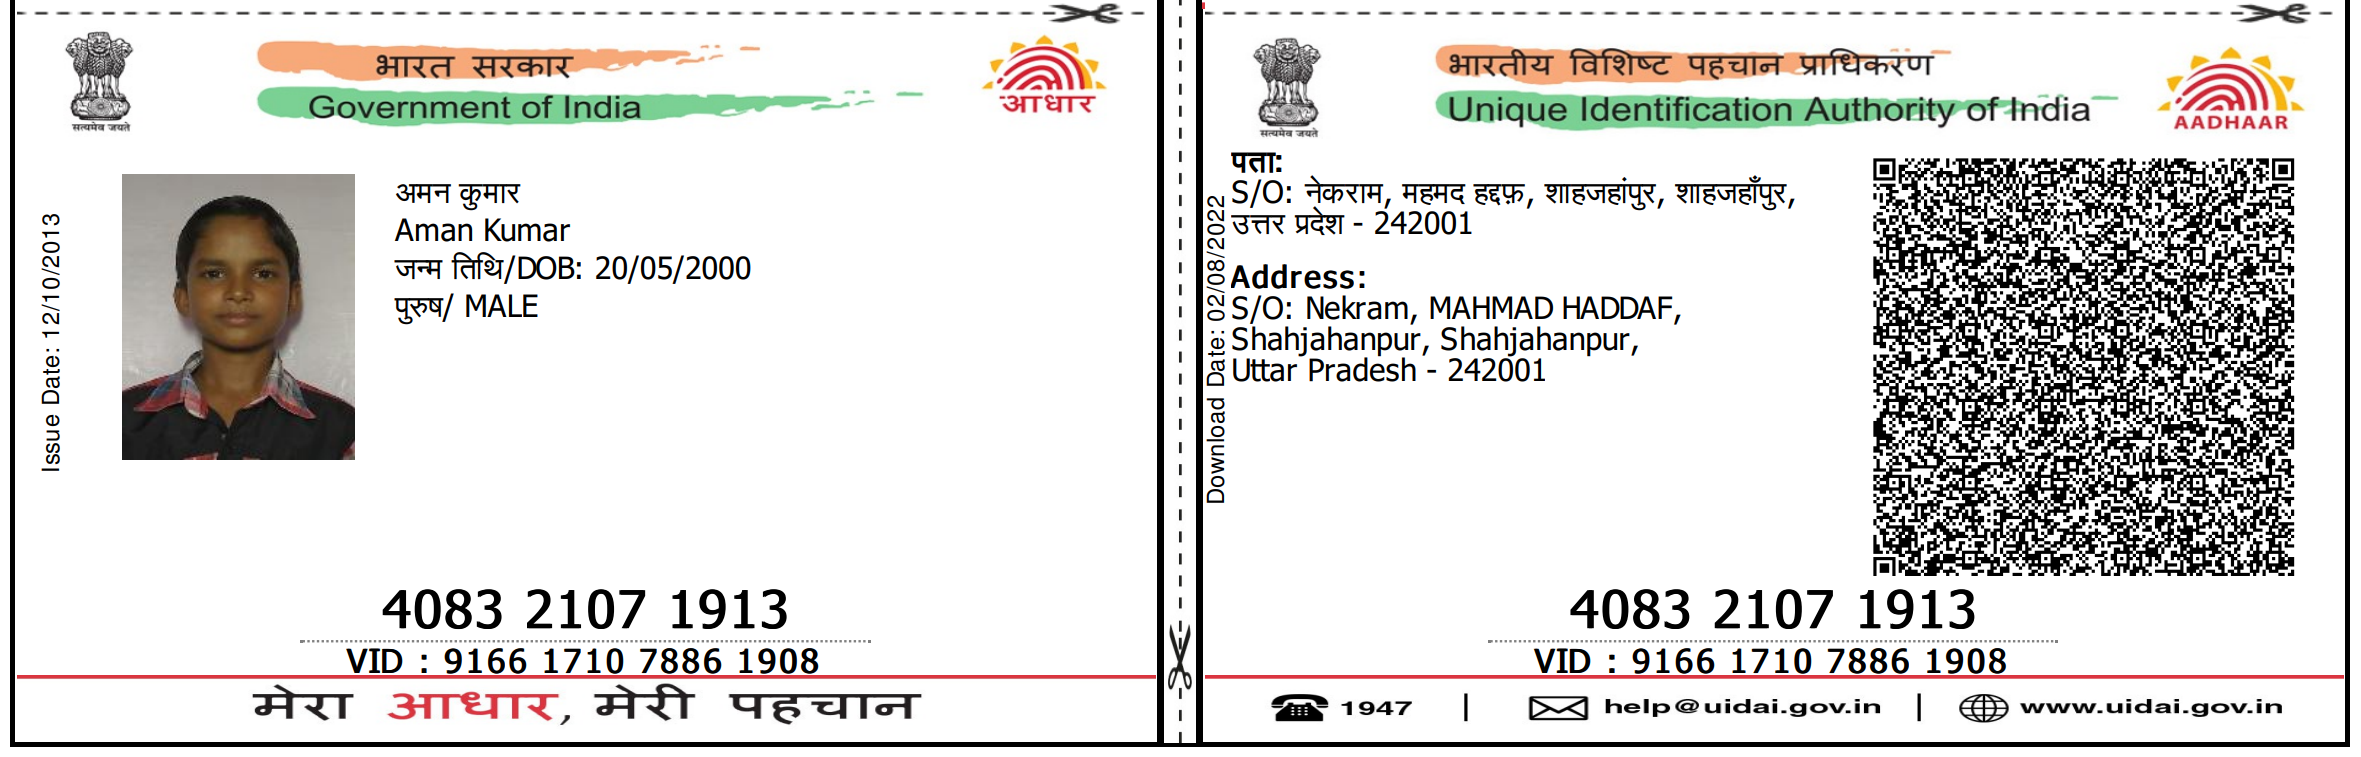 भारत सरकार
Government of India
सत्यमेव जयते
आधार
Issue Date: 12/10/2013
अमन कुमार
Aman Kumar
जन्म तिथि/DOB: 20/05/2000
पुरुष/ MALE
4083 2107 1913
VID : 9166 1710 7886 1908
मेरा आधार, मेरी पहचान
भारतीय विशिष्ट पहचान प्राधिकरण
Unique Identification Authority of India
सत्यमेव जयते
AADHAAR
Download Date: 02/08/2022
पता:
S/O: नेकराम, महमद हद्दफ़, शाहजहांपुर, शाहजहाँपुर,
उत्तर प्रदेश - 242001
Address:
S/O: Nekram, MAHMAD HADDAF,
Shahjahanpur, Shahjahanpur,
Uttar Pradesh - 242001
4083 2107 1913
VID : 9166 1710 7886 1908
1947 | help@uidai.gov.in | www.uidai.gov.in